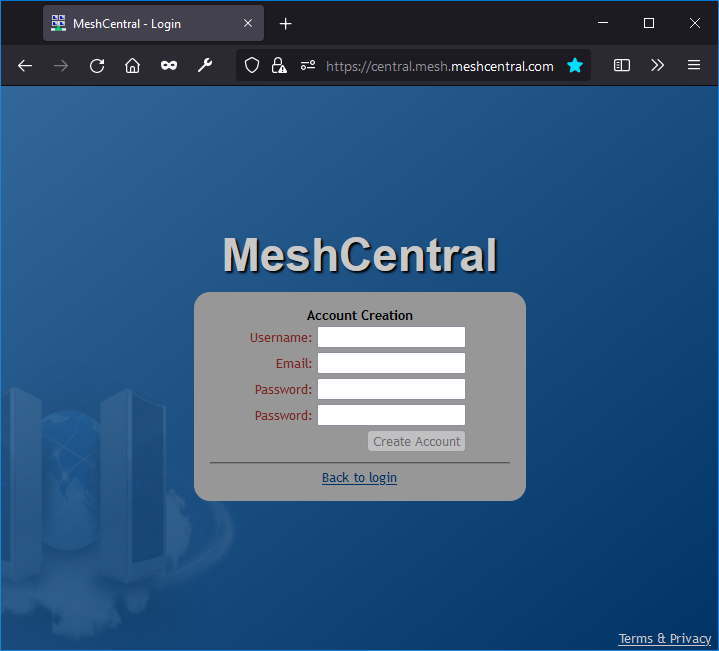 MeshCentral - Login
https://central.mesh.meshcentral.com
MeshCentral
Account Creation
Username:
Email:
Password:
Password:
Create Account
Back to login
Terms & Privacy